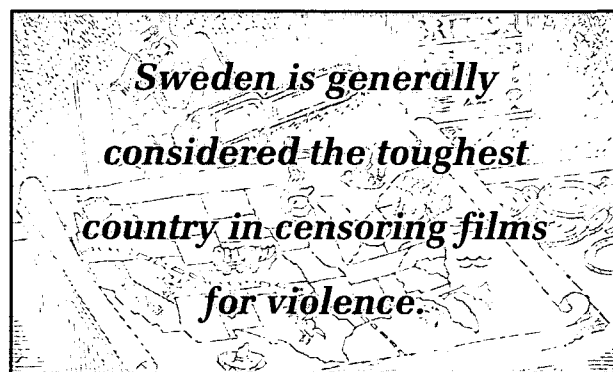 Sweden is generally
considered the toughest
country in censoring films
for violence.